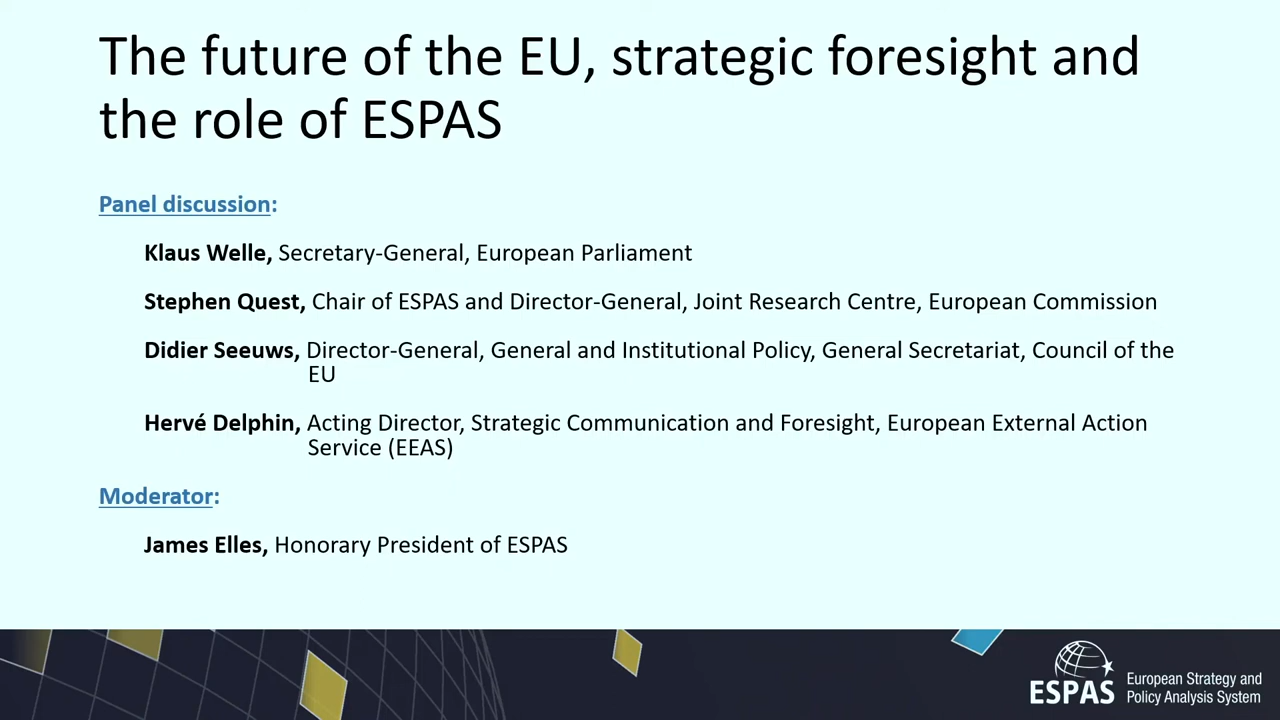 The future of the EU, strategic foresight and
the role of ESPAS
Panel discussion:
Klaus Welle, Secretary-General, European Parliament
Stephen Quest, Chair of ESPAS and Director-General, Joint Research Centre, European Commission
Didier Seeuws, Director-General, General and Institutional Policy, General Secretariat, Council of the
EU
Hervé Delphin, Acting Director, Strategic Communication and Foresight, European External Action
Service (EEAS)
Moderator:
James Elles, Honorary President of ESPAS
ESPAS
European Strategy and
Policy Analysis System